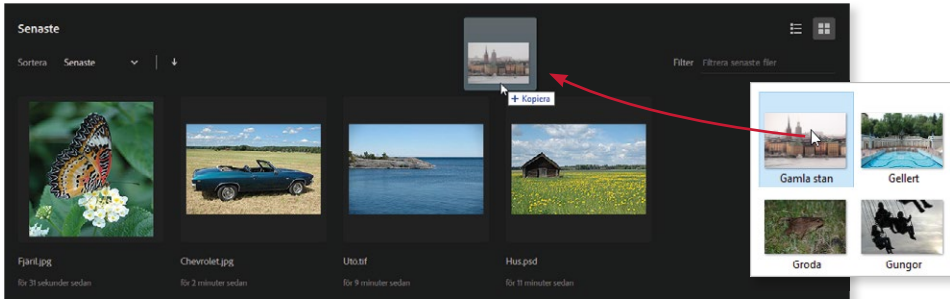 Senaste
Sortera Senaste
Filter Filtrera senaste filer
+ Kopiera
Fjäril.jpg
för 31 sekunder sedan
Chevrolet.jpg
för 2 minuter sedan
Uto.tif
för 9 minuter sedan
Hus.psd
för 11 minuter sedan
Gamla stan
Gellert
Groda
Gungor